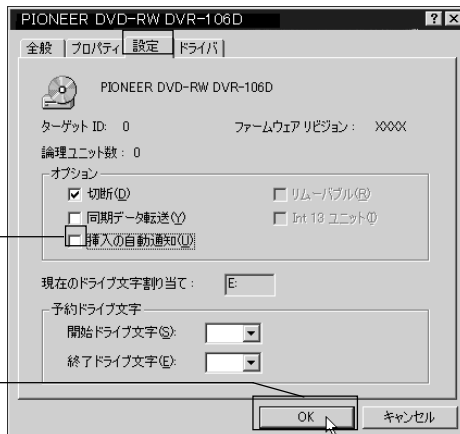 PIONEER DVD-RW DVR-106D
? ×
全般 プロパティ 設定 ドライバ
PIONEER DVD-RW DVR-106D
ターゲット ID: 0 ファームウェア リビジョン: XXXX
論理ユニット数: 0
オプション
切断(D) リムーバブル(R)
同期データ転送(Y) Int 13 ユニット(I)
挿入の自動通知(U)
現在のドライブ文字割り当て: E:
予約ドライブ文字
開始ドライブ文字(S):
終了ドライブ文字(E):
OK キャンセル